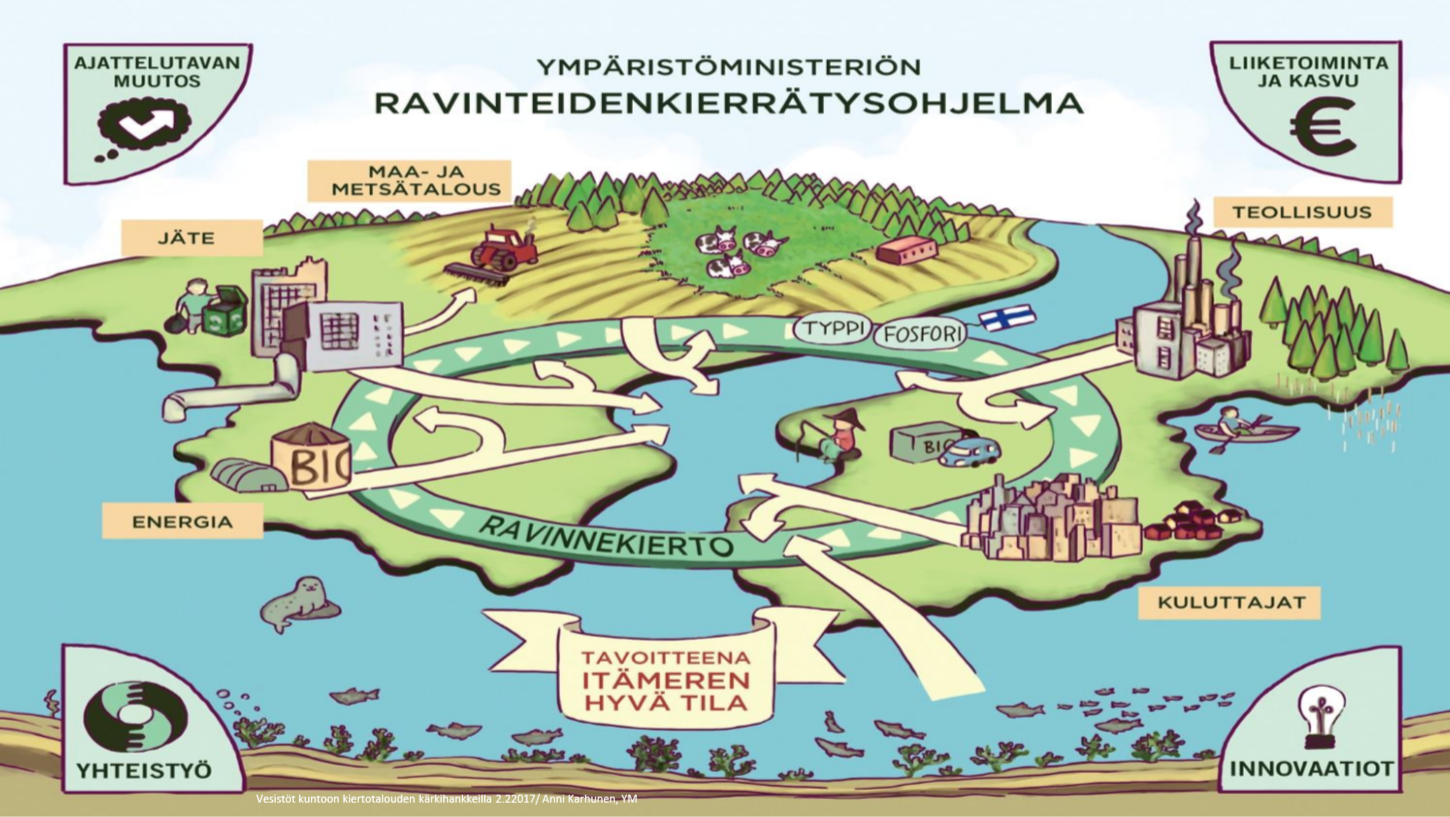 AJATTELUTAVAN
MUUTOS
YMPÄRISTÖMINISTERIÖN
RAVINTEIDENKIERRÄTYSOHJELMA
LIIKETOIMINTA
JA KASVU
€
MAA- JA
METSÄTALOUS
JÄTE
TEOLLISUUS
TYPPI
FOSFORI
BIO
BIO
ENERGIA
RAVINNEKIERTO
KULUTTAJAT
TAVOITTEENA
ITÄMEREN
HYVÄ TILA
YHTEISTYÖ
INNOVAATIOT
Vesistöt kuntoon kiertotalouden kärkihankkeilla 2.22017/ Anni Karhunen, YM